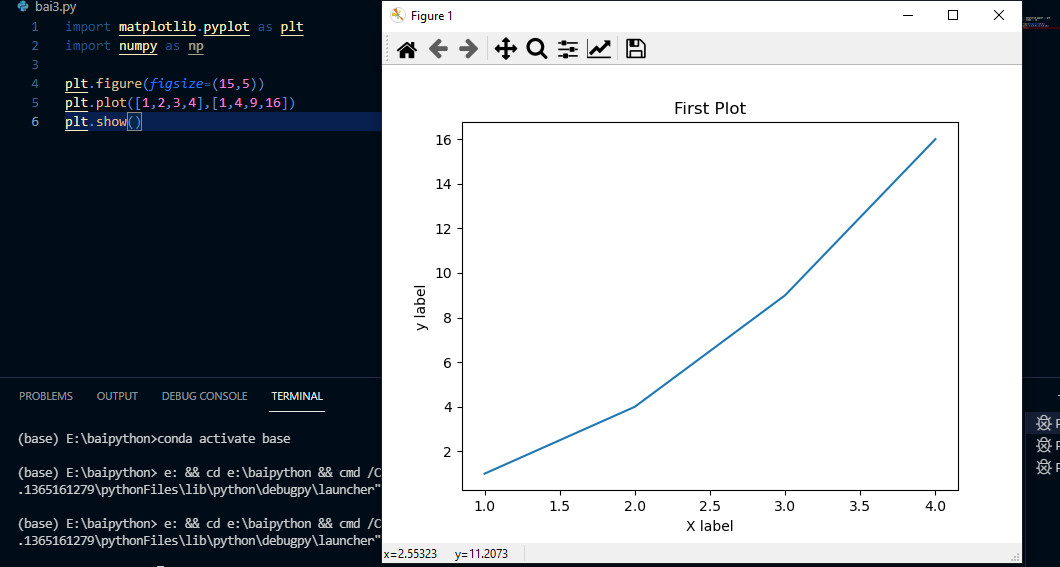 bai3.py
1 import matplotlib.pyplot as plt
2 import numpy as np
3
4 plt.figure(figsize=(15,5))
5 plt.plot([1,2,3,4],[1,4,9,16])
6 plt.show()
PROBLEMS OUTPUT DEBUG CONSOLE TERMINAL
(base) E:\baipython>conda activate base
(base) E:\baipython> e: && cd e:\baipython && cmd /C
.1365161279\pythonFiles\lib\python\debugpy\launcher"
(base) E:\baipython> e: && cd e:\baipython && cmd /C
.1365161279\pythonFiles\lib\python\debugpy\launcher"
Figure 1
First Plot
16
14
12
10
8
6
4
2
y label
1.0 1.5 2.0 2.5 3.0 3.5 4.0
X label
x=2.55323 y=11.2073